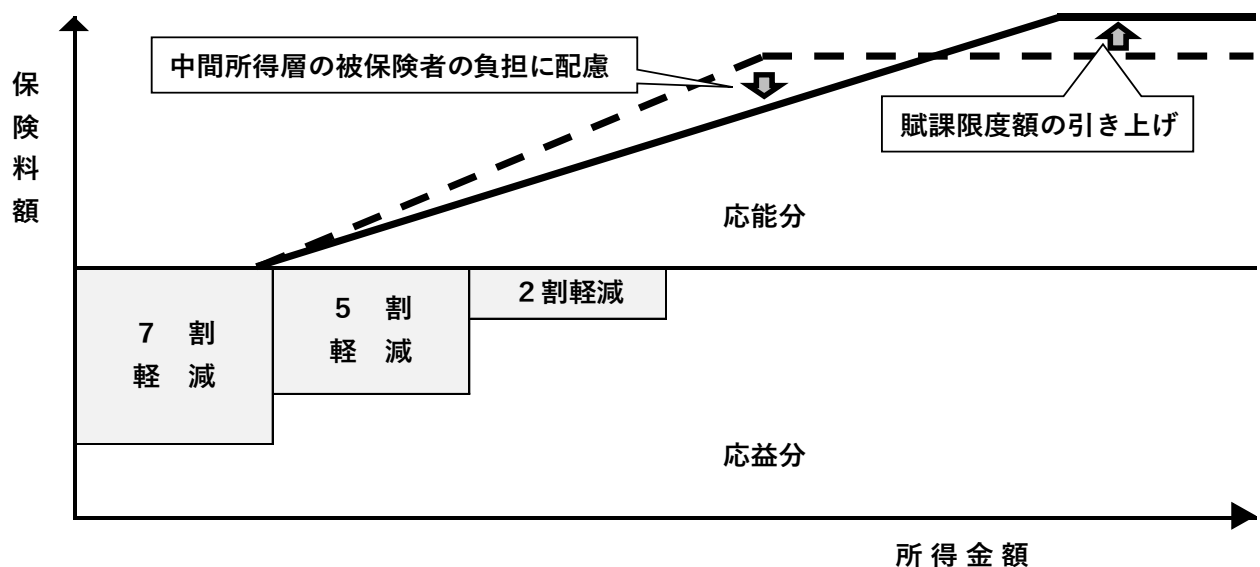 保険料額
中間所得層の被保険者の負担に配慮
賦課限度額の引き上げ
応能分
7 割
軽 減
5 割
軽 減
2割軽減
応益分
所得金額